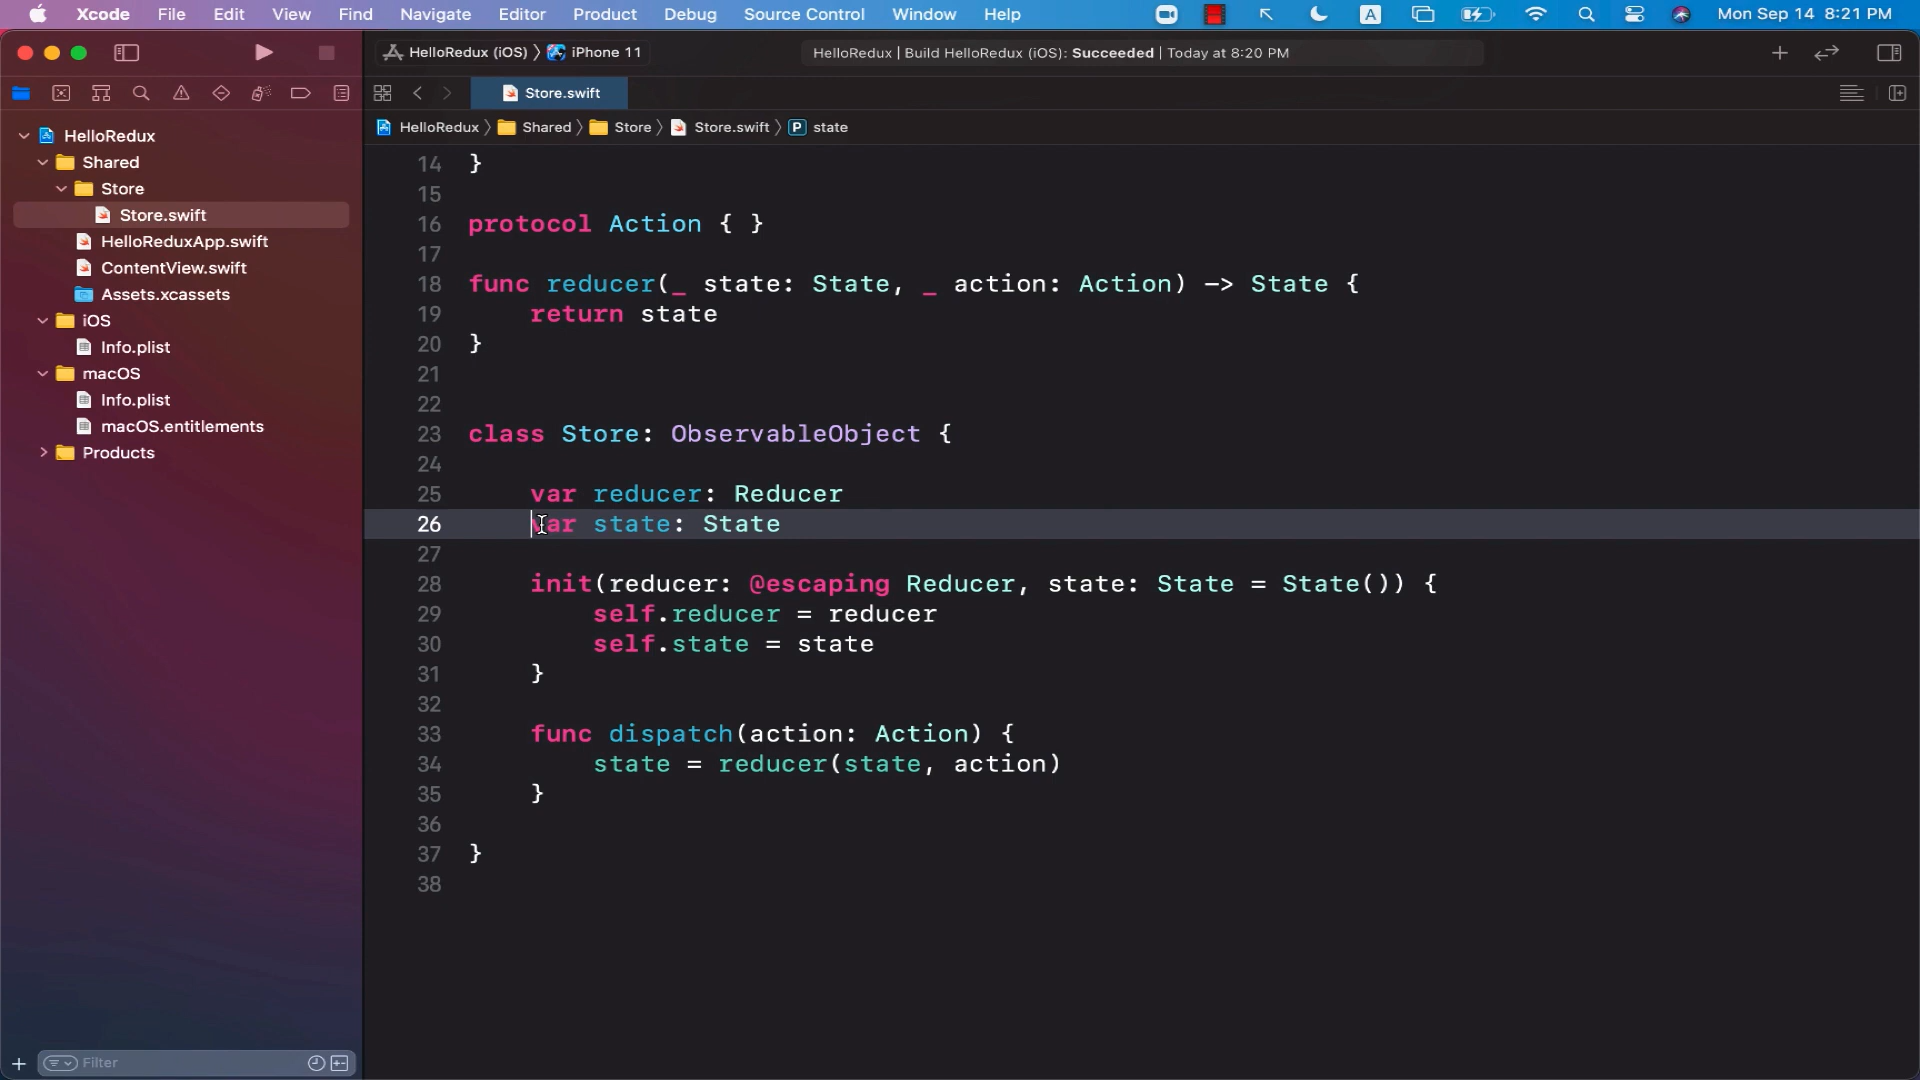 Xcode File Edit View Find Navigate Editor Product Debug Source Control Window Help A Mon Sep 14 8:21 PM
HelloRedux (iOS) 〉 iPhone 11 HelloRedux | Build HelloRedux (iOS): Succeeded | Today at 8:20 PM
Store.swift
HelloRedux 〉 Shared 〉 Store 〉 Store.swift 〉 P state
HelloRedux
Shared
Store
Store.swift
HelloReduxApp.swift
ContentView.swift
Assets.xcassets
iOS
Info.plist
macOS
Info.plist
macOS.entitlements
Products
Filter
14 }
15
16 protocol Action { }
17
18 func reducer(_ state: State, _ action: Action) -> State {
19 return state
20 }
21
22
23 class Store: ObservableObject {
24
25 var reducer: Reducer
26 var state: State
27
28 init(reducer: @escaping Reducer, state: State = State()) {
29 self.reducer = reducer
30 self.state = state
31 }
32
33 func dispatch(action: Action) {
34 state = reducer(state, action)
35 }
36
37 }
38